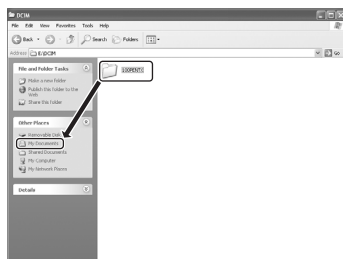 DCIM
File Edit View Favorites Tools Help
Back Search Folders
Address E:\DCIM Go
File and Folder Tasks
Make a new folder
Publish this folder to the Web
Share this folder
100PENTX
Other Places
Removable Disk
My Documents
Shared Documents
My Computer
My Network Places
Details